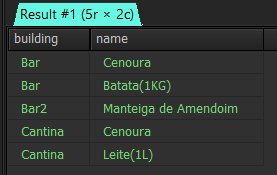 Result #1 (5r × 2c)
building name
Bar Cenoura
Bar Batata(1KG)
Bar2 Manteiga de Amendoim
Cantina Cenoura
Cantina Leite(1L)